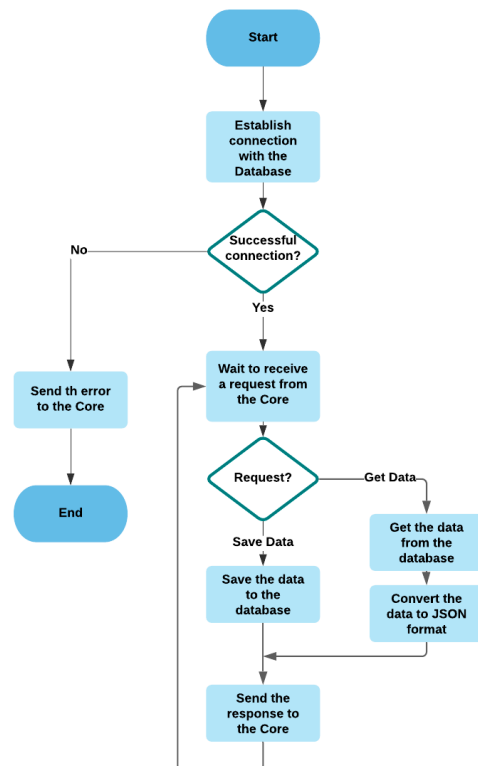 Start
Establish
connection
with the
Database
Successful
connection?
No
Yes
Send th error
to the Core
Wait to receive
a request from
the Core
End
Request?
Get Data
Save Data
Get the data
from the
database
Save the data
to the
database
Convert the
data to JSON
format
Send the
response to
the Core